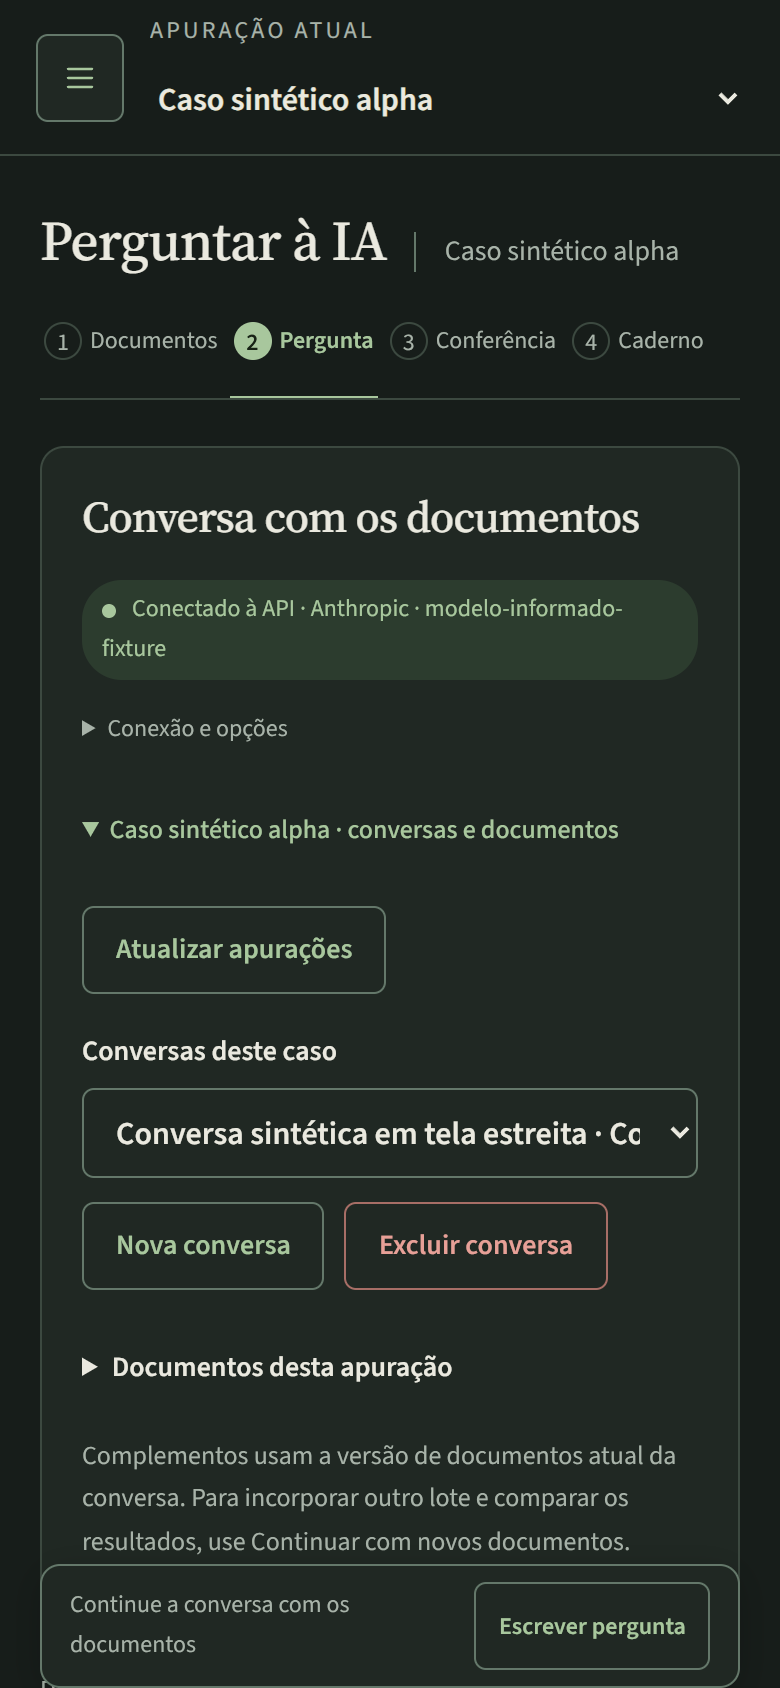 APURAÇÃO ATUAL
Caso sintético alpha
Perguntar à IA
Caso sintético alpha
1 Documentos 2 Pergunta 3 Conferência 4 Caderno
Conversa com os documentos
Conectado à API · Anthropic · modelo-informado-
fixture
Conexão e opções
Caso sintético alpha · conversas e documentos
Atualizar apurações
Conversas deste caso
Conversa sintética em tela estreita ·
Nova conversa Excluir conversa
Documentos desta apuração
Complementos usam a versão de documentos atual da
conversa. Para incorporar outro lote e comparar os
resultados, use Continuar com novos documentos.
Continue a conversa com os
documentos
Escrever pergunta